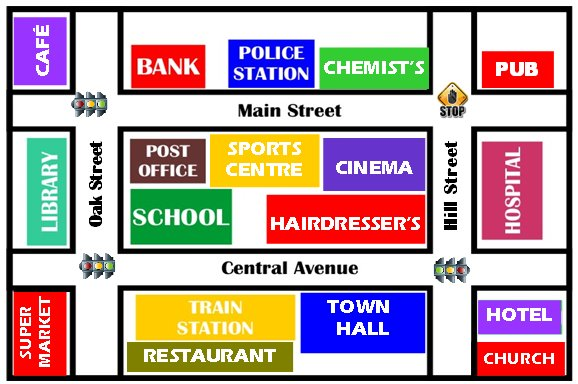 CAFÉ
BANK
POLICE
STATION
CHEMIST'S
PUB
Main Street
STOP
LIBRARY
Oak Street
POST
OFFICE
SPORTS
CENTRE
CINEMA
Hill Street
HOSPITAL
SCHOOL
HAIRDRESSER'S
Central Avenue
SUPER
MARKET
TRAIN
STATION
TOWN
HALL
HOTEL
RESTAURANT
CHURCH